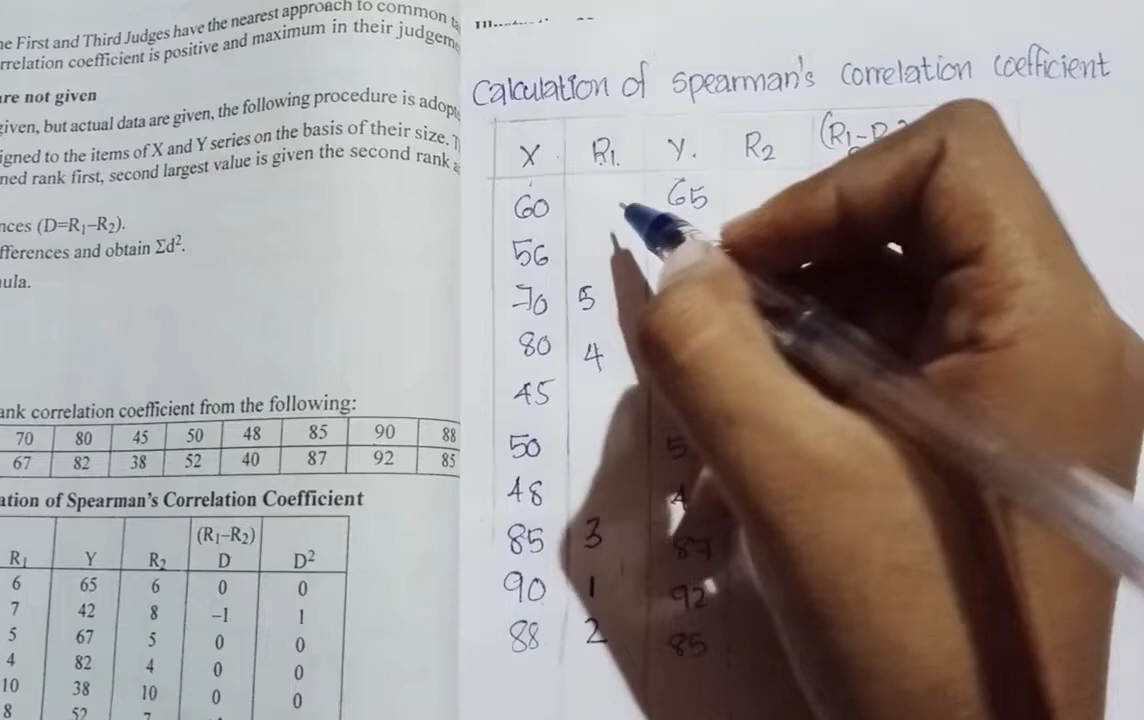 e First and Third Judges have the nearest approach to common
rrelation coefficient is positive and maximum in their judgem
re not given
iven, but actual data are given, the following procedure is adopt
igned to the items of X and Y series on the basis of their size.
ned rank first, second largest value is given the second rank
nces (D=R₁–R₂).
fferences and obtain Σd².
ula.
ank correlation coefficient from the following:
70 80 45 50 48 85 90 88
67 82 38 52 40 87 92 85
ation of Spearman's Correlation Coefficient
R₁ Y R₂ (R₁–R₂) D D²
6 65 6 0 0
7 42 8 –1 1
5 67 5 0 0
4 82 4 0 0
10 38 10 0 0
8 52
Calculation of Spearman's Correlation Coefficient
X R₁. Y. R₂ (R₁–R₂
60 65
56
70 5
80 4
45
50 5
48 4
85 3 87
90 1 92
88 2 85